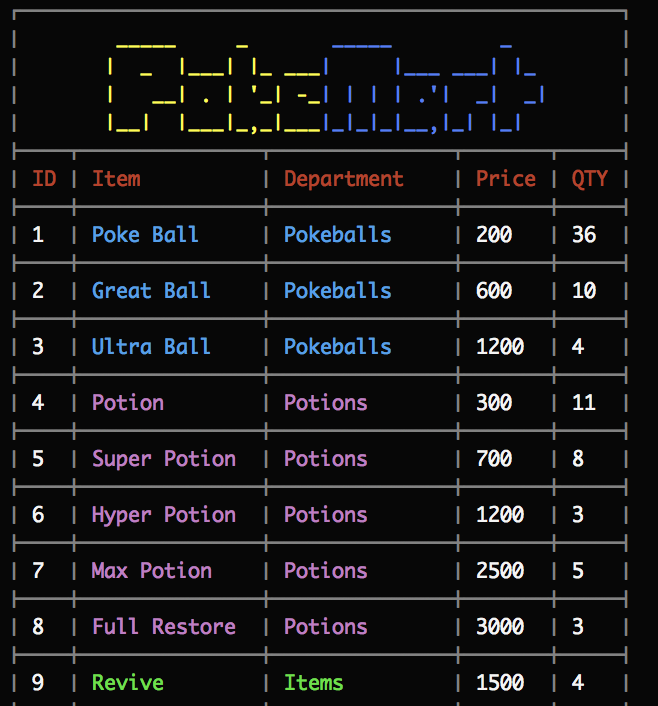 PokeMart
ID Item Department Price QTY
1 Poke Ball Pokeballs 200 36
2 Great Ball Pokeballs 600 10
3 Ultra Ball Pokeballs 1200 4
4 Potion Potions 300 11
5 Super Potion Potions 700 8
6 Hyper Potion Potions 1200 3
7 Max Potion Potions 2500 5
8 Full Restore Potions 3000 3
9 Revive Items 1500 4